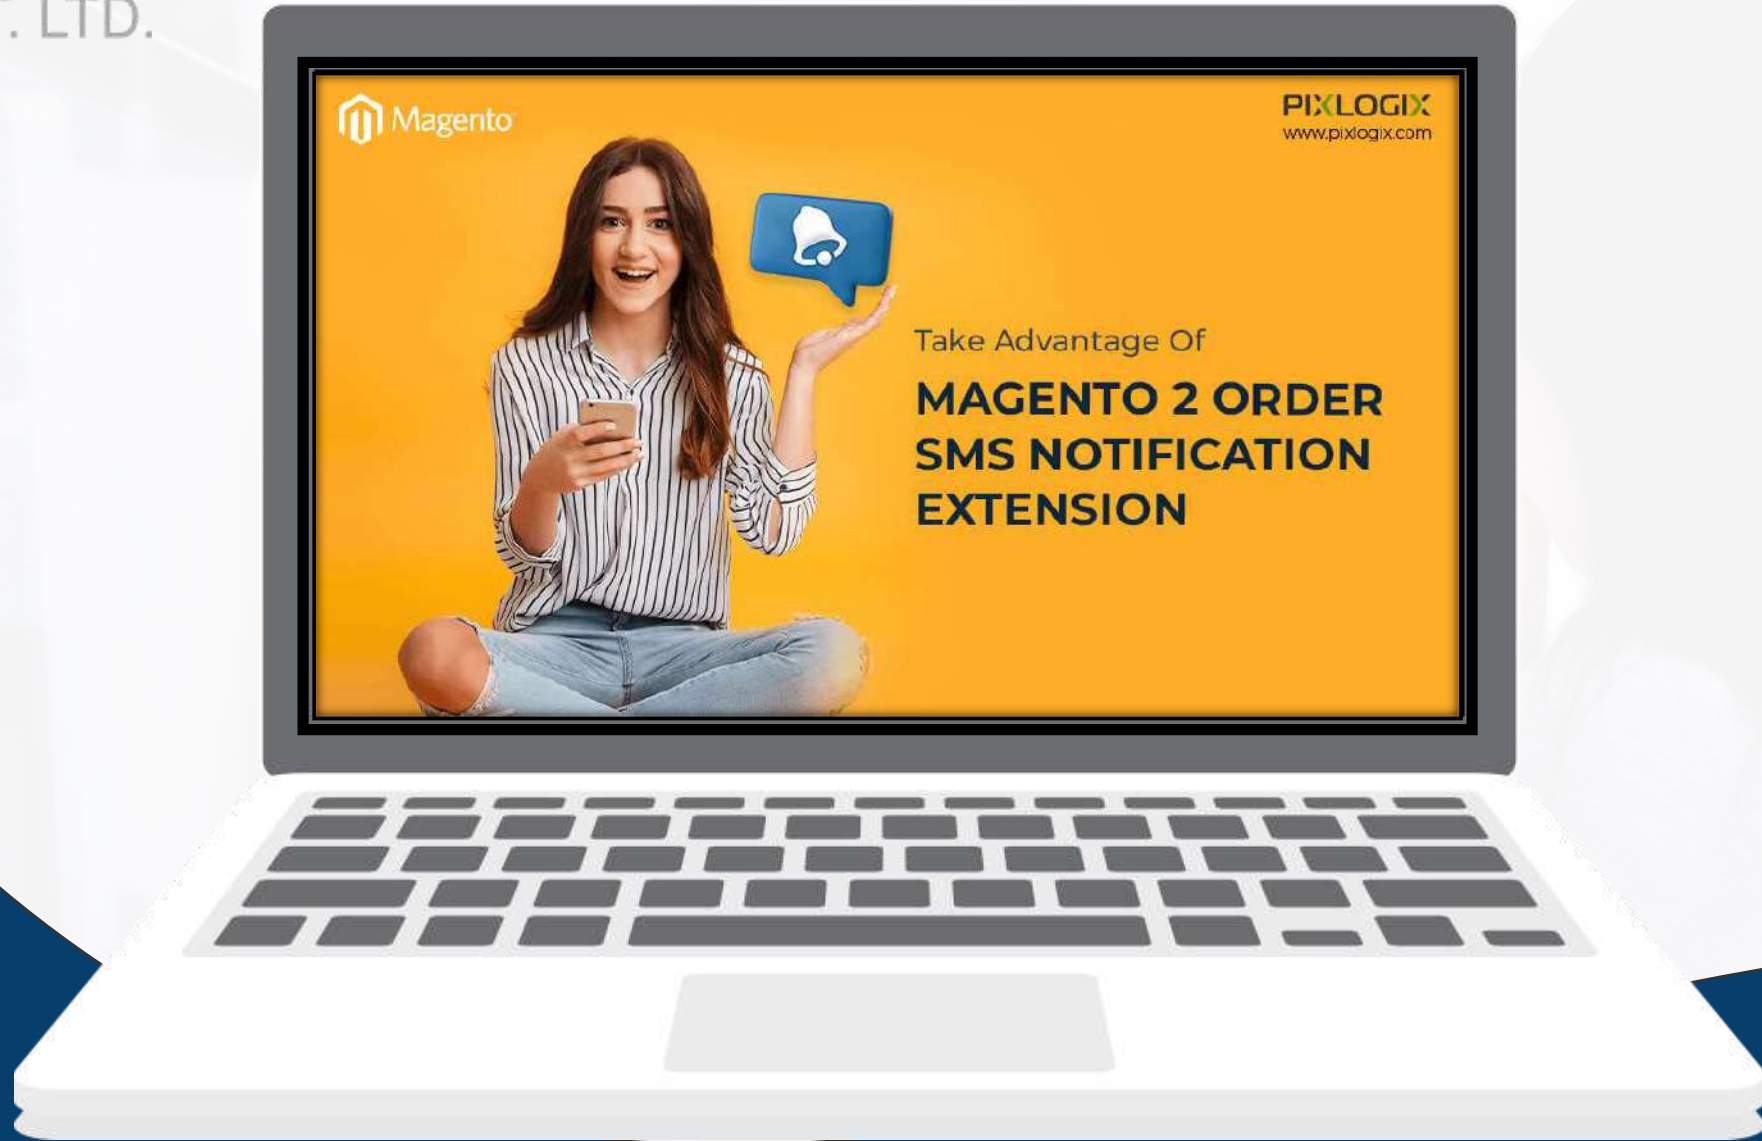 . LTD.
Magento
PIXLOGIX
www.pixlogix.com
Take Advantage Of
MAGENTO 2 ORDER
SMS NOTIFICATION
EXTENSION